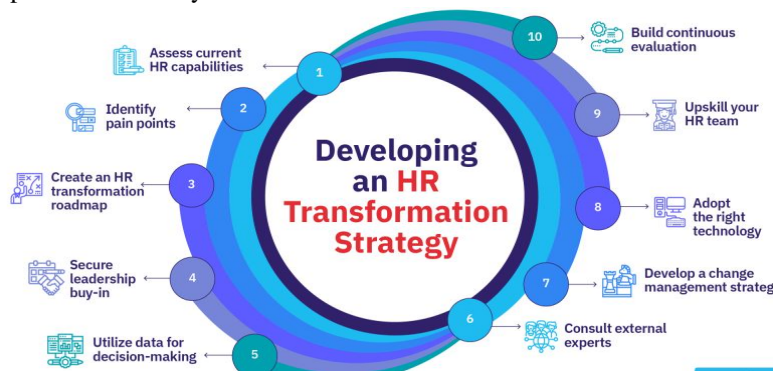 Developing
an HR
Transformation
Strategy
1
Assess current
HR capabilities
2
Identify
pain points
3
Create an HR
transformation
roadmap
4
Secure
leadership
buy-in
5
Utilize data for
decision-making
6
Consult external
experts
7
Develop a change
management strateg
8
Adopt
the right
technology
9
Upskill your
HR team
10
Build continuous
evaluation